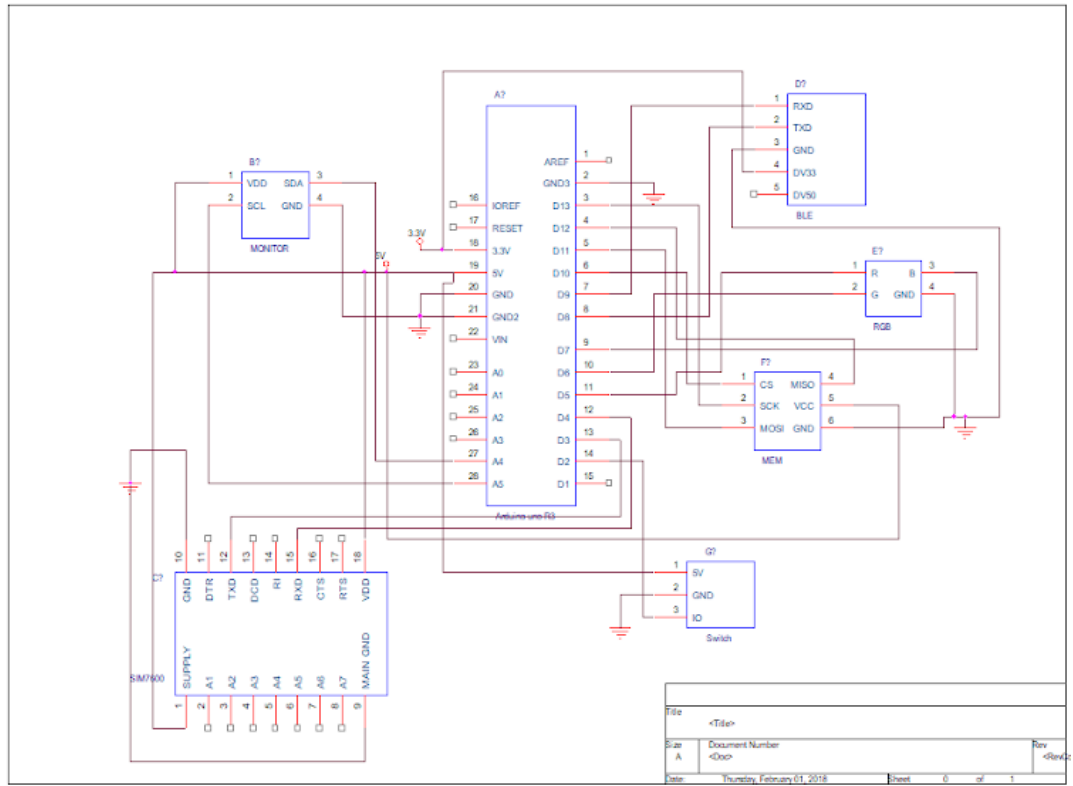 A?
AREF 1
GND3 2
D13 3
D12 4
D11 5
D10 6
D9 7
D8 8
D7 9
D6 10
D5 11
D4 12
D3 13
D2 14
D1 15
16 IOREF
17 RESET
18 3.3V
19 5V
20 GND
21 GND2
22 VIN
23 A0
24 A1
25 A2
26 A3
27 A4
28 A5
Arduino uno R3
3.3V
5V
B?
1 VDD SDA 3
2 SCL GND 4
MONITOR
D?
1 RXD
2 TXD
3 GND
4 DV33
5 DV50
BLE
E?
1 R B 3
2 G GND 4
RGB
F?
1 CS MISO 4
2 SCK VCC 5
3 MOSI GND 6
MEM
G?
1 5V
2 GND
3 IO
Switch
C?
10 11 12 13 14 15 16 17 18
GND DTR TXD DCD RI RXD CTS RTS VDD
SUPPLY A1 A2 A3 A4 A5 A6 A7 MAIN GND
1 2 3 4 5 6 7 8 9
SIM7600
Title
<Title>
Size Document Number Rev
A <Doc>
Date: Thursday, February 01, 2018 Sheet 0 of 1